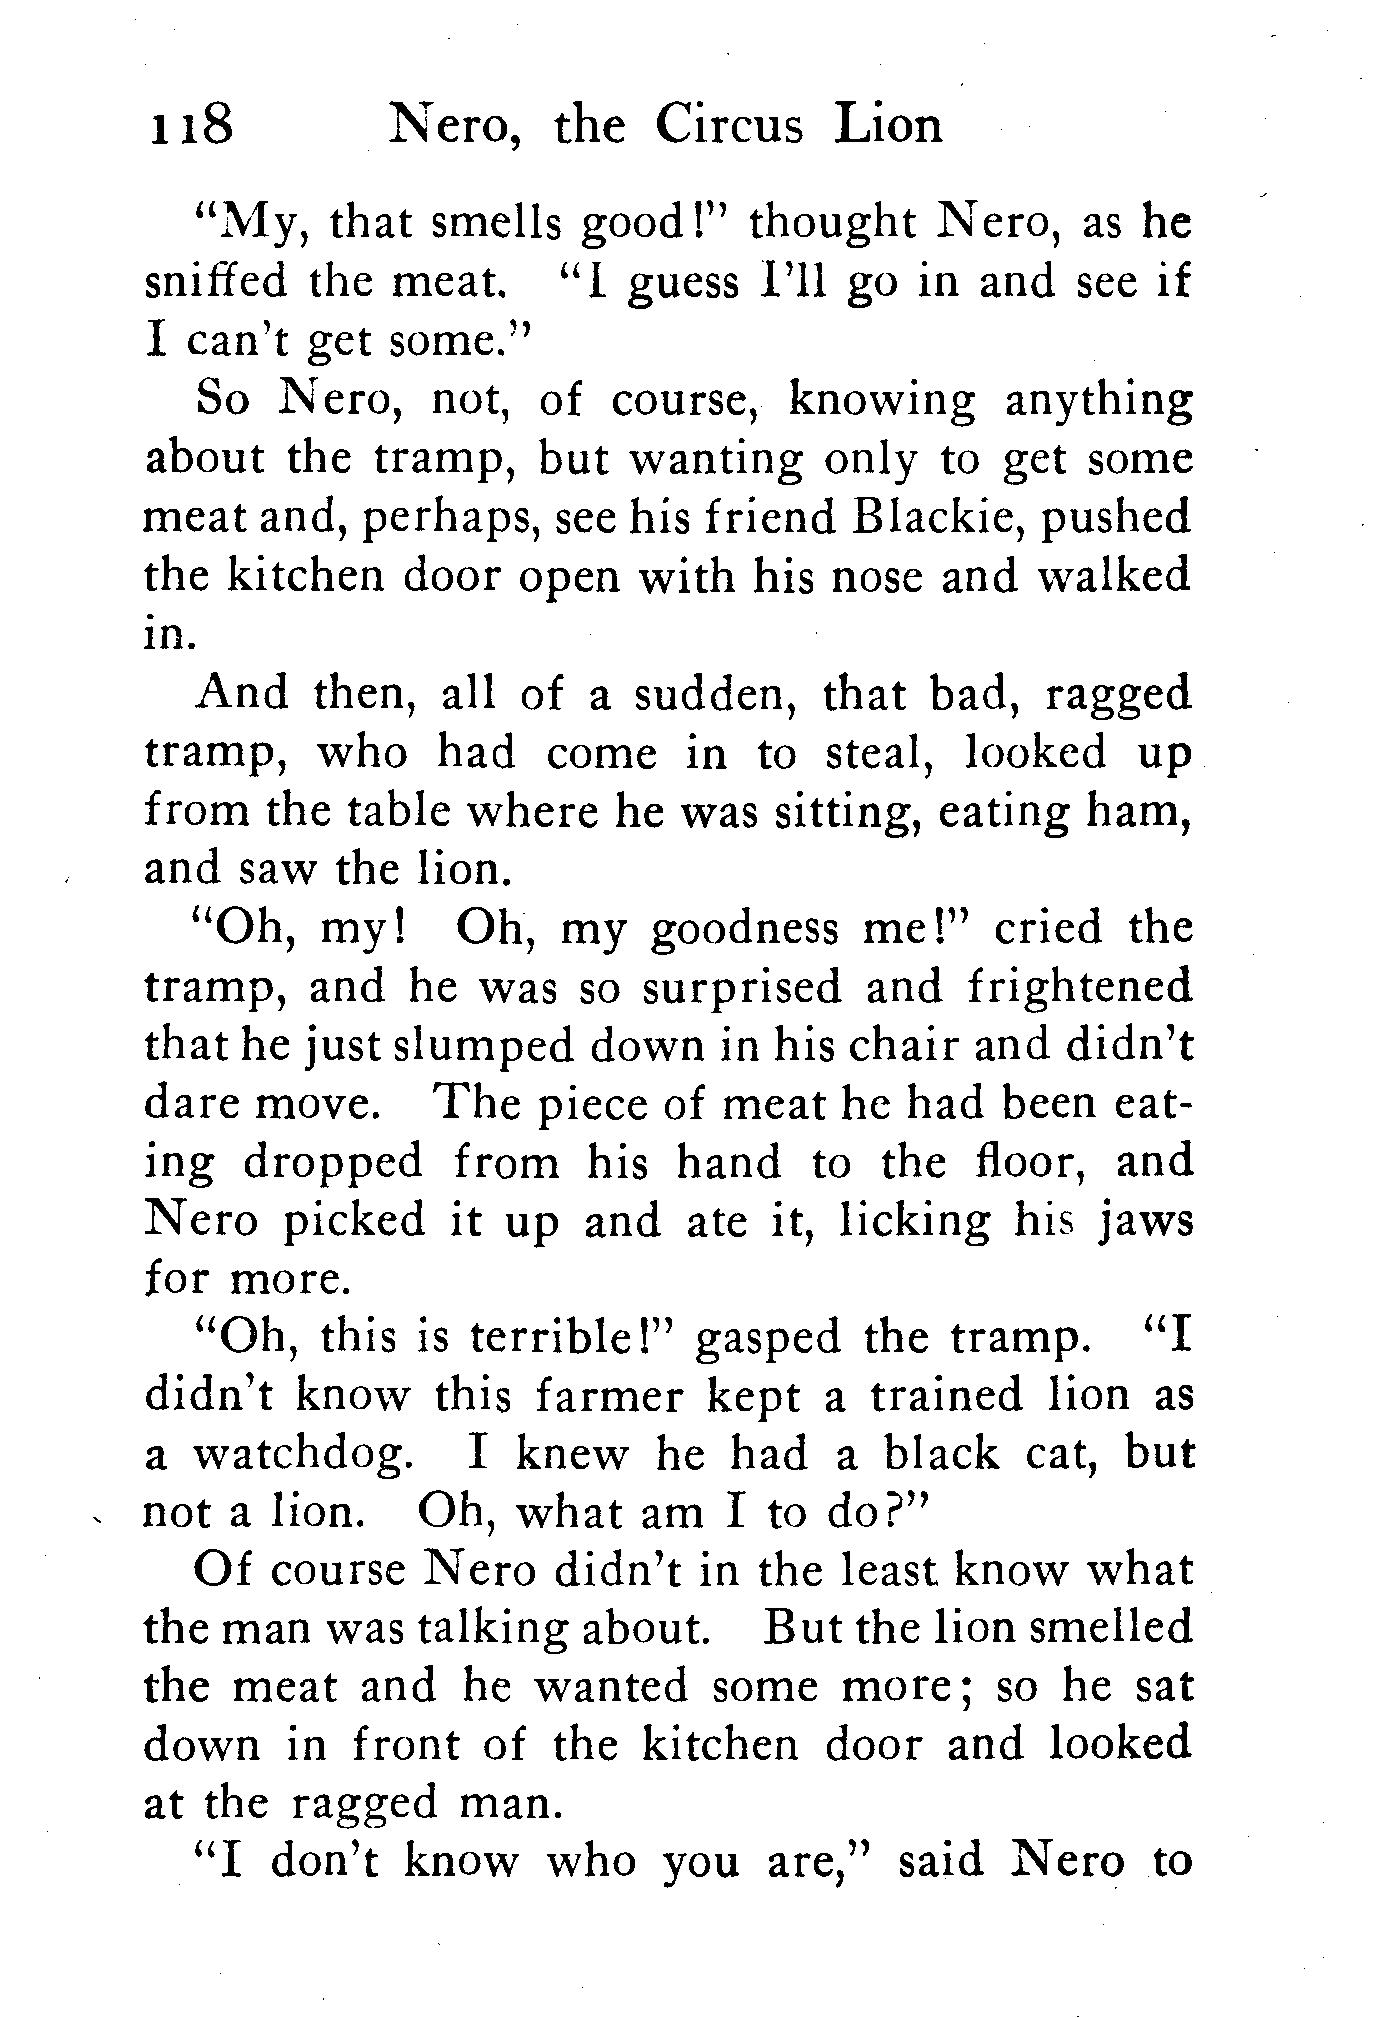 118 Nero, the Circus Lion
"My, that smells good!" thought Nero, as he
sniffed the meat. "I guess I'll go in and see if
I can't get some."
So Nero, not, of course, knowing anything
about the tramp, but wanting only to get some
meat and, perhaps, see his friend Blackie, pushed
the kitchen door open with his nose and walked
in.
And then, all of a sudden, that bad, ragged
tramp, who had come in to steal, looked up
from the table where he was sitting, eating ham,
and saw the lion.
"Oh, my! Oh, my goodness me!" cried the
tramp, and he was so surprised and frightened
that he just slumped down in his chair and didn't
dare move. The piece of meat he had been eat-
ing dropped from his hand to the floor, and
Nero picked it up and ate it, licking his jaws
for more.
"Oh, this is terrible!" gasped the tramp. "I
didn't know this farmer kept a trained lion as
a watchdog. I knew he had a black cat, but
not a lion. Oh, what am I to do?"
Of course Nero didn't in the least know what
the man was talking about. But the lion smelled
the meat and he wanted some more; so he sat
down in front of the kitchen door and looked
at the ragged man.
"I don't know who you are," said Nero to